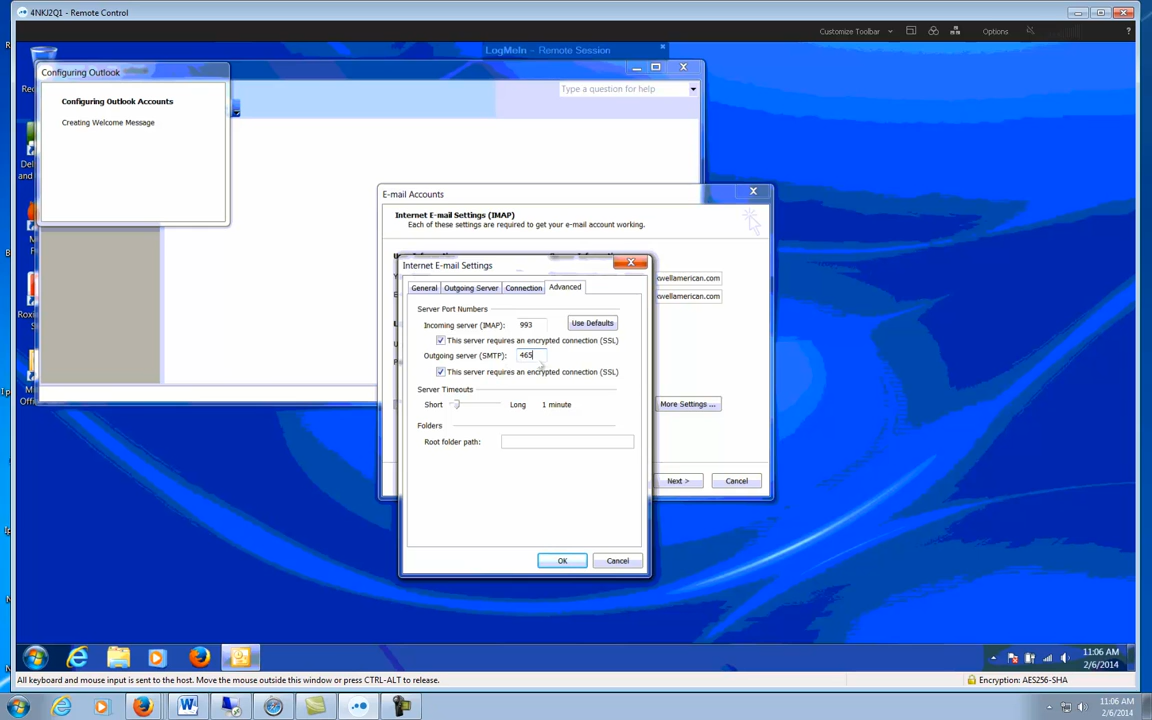 4NKJ2Q1 - Remote Control
Customize Toolbar
Options
?
LogMeIn - Remote Session
Configuring Outlook
Configuring Outlook Accounts
Creating Welcome Message
Type a question for help
E-mail Accounts
Internet E-mail Settings (IMAP)
Each of these settings are required to get your e-mail account working.
wellamerican.com
wellamerican.com
Internet E-mail Settings
General
Outgoing Server
Connection
Advanced
Server Port Numbers
Incoming server (IMAP): 993
Use Defaults
This server requires an encrypted connection (SSL)
Outgoing server (SMTP): 465
This server requires an encrypted connection (SSL)
Server Timeouts
Short
Long
1 minute
Folders
Root folder path:
More Settings ...
Next >
Cancel
OK
Cancel
11:06 AM
2/6/2014
All keyboard and mouse input is sent to the host. Move the mouse outside this window or press CTRL-ALT to release.
Encryption: AES256-SHA
11:06 AM
2/6/2014